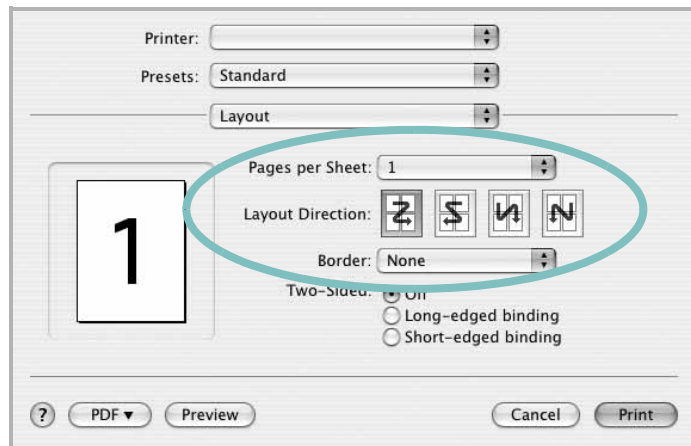 Printer:
Presets: Standard
Layout
Pages per Sheet: 1
1
Layout Direction:
Border: None
Two-Sided: Off
Long-edged binding
Short-edged binding
? PDF▼ Preview Cancel Print